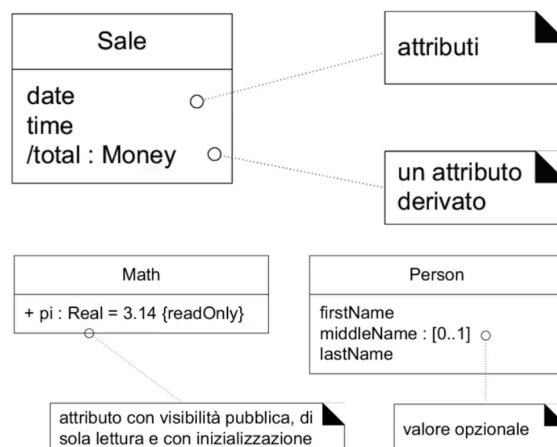 Sale
date
time
/total : Money
attributi
un attributo
derivato
Math
+ pi : Real = 3.14 {readOnly}
Person
firstName
middleName : [0..1]
lastName
attributo con visibilità pubblica, di
sola lettura e con inizializzazione
valore opzionale